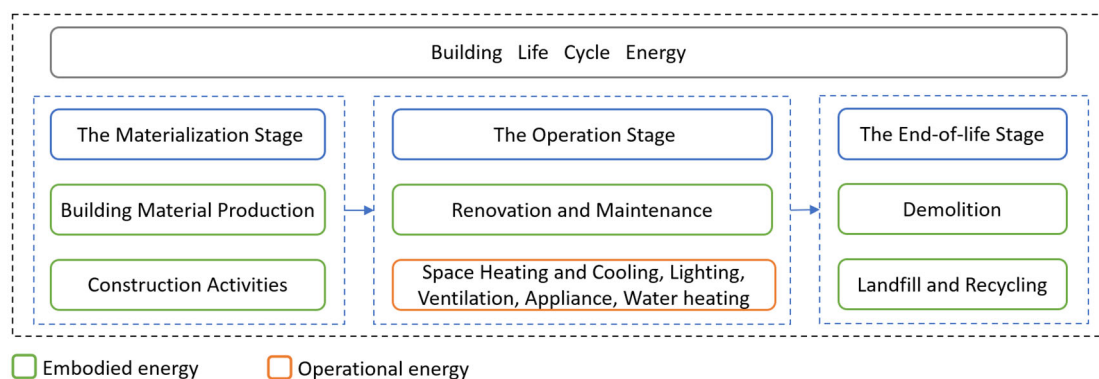 Building Life Cycle Energy
The Materialization Stage
Building Material Production
Construction Activities
The Operation Stage
Renovation and Maintenance
Space Heating and Cooling, Lighting,
Ventilation, Appliance, Water heating
The End-of-life Stage
Demolition
Landfill and Recycling
Embodied energy
Operational energy